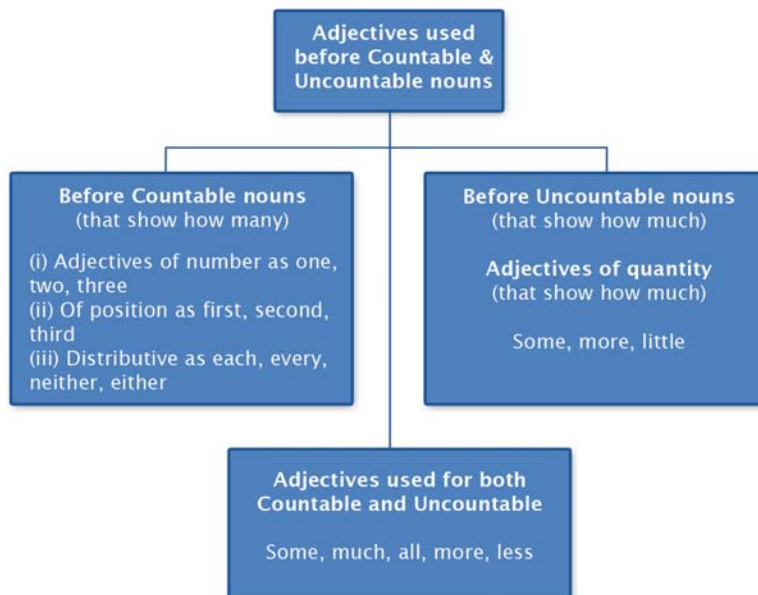 Adjectives used
before Countable &
Uncountable nouns
Before Countable nouns
(that show how many)
(i) Adjectives of number as one,
two, three
(ii) Of position as first, second,
third
(iii) Distributive as each, every,
neither, either
Before Uncountable nouns
(that show how much)
Adjectives of quantity
(that show how much)
Some, more, little
Adjectives used for both
Countable and Uncountable
Some, much, all, more, less